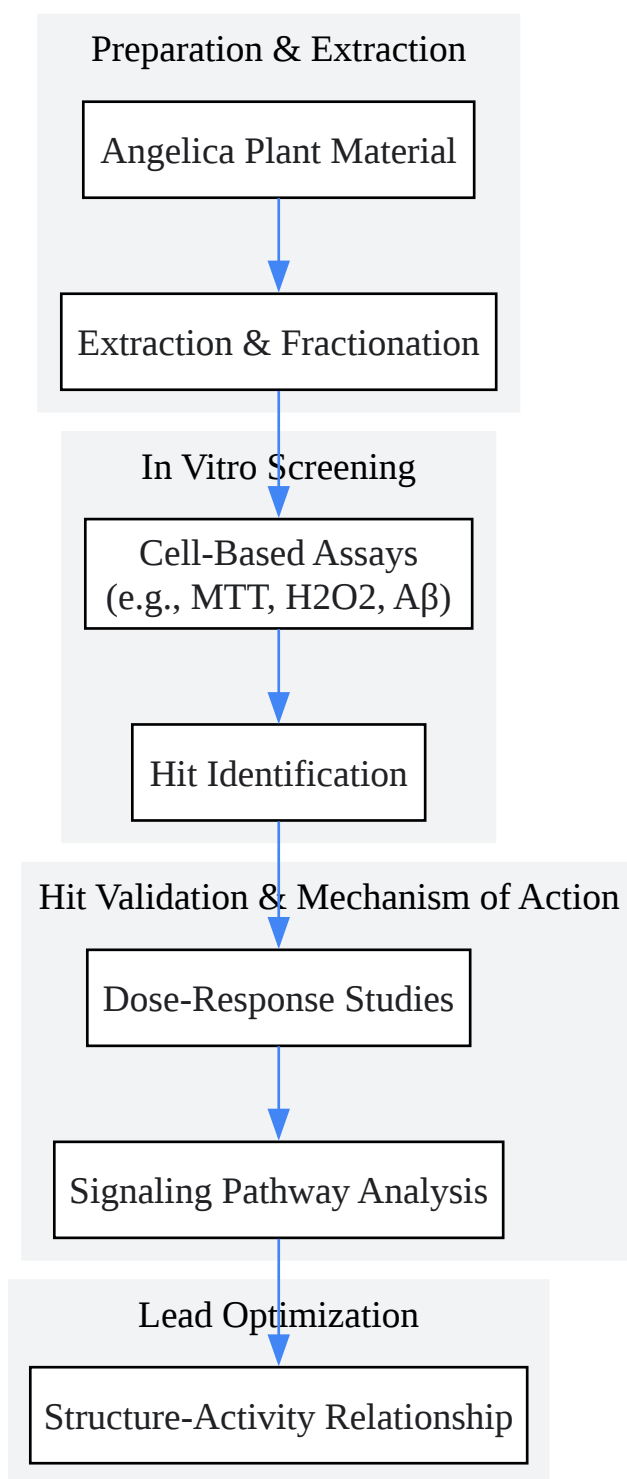 Preparation & Extraction
Angelica Plant Material
Extraction & Fractionation
In Vitro Screening
Cell-Based Assays
(e.g., MTT, H2O2, Aβ)
Hit Identification
Hit Validation & Mechanism of Action
Dose-Response Studies
Signaling Pathway Analysis
Lead Optimization
Structure-Activity Relationship